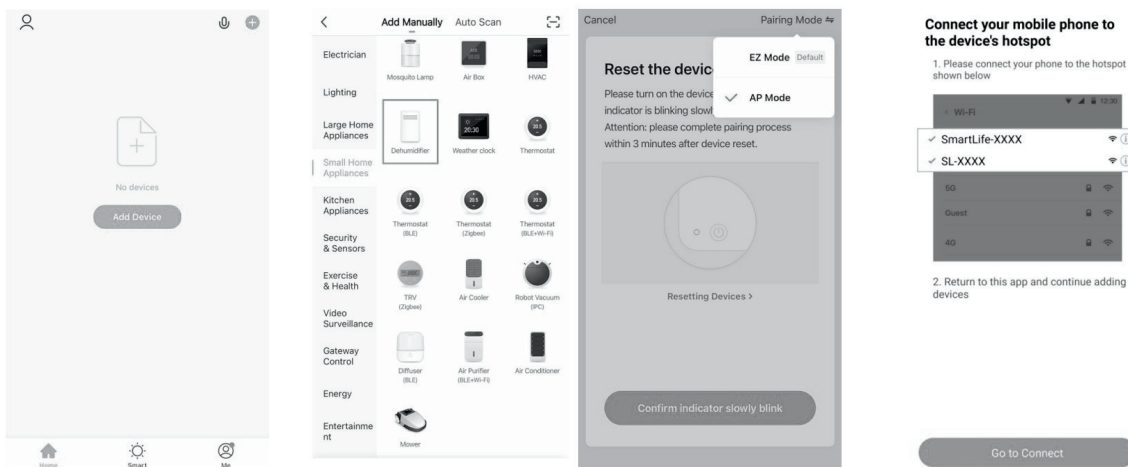 No devices
Add Device
Home
Smart
Me
Add Manually
Auto Scan
Electrician
Lighting
Large Home
Appliances
Small Home
Appliances
Kitchen
Appliances
Security
& Sensors
Exercise
& Health
Video
Surveillance
Gateway
Control
Energy
Entertainme
nt
Mosquito Lamp
Air Box
HVAC
Dehumidifier
20:30
Weather clock
20.5
Thermostat
20.5
Thermostat
(BLE)
20.5
Thermostat
(Zigbee)
20.5
Thermostat
(BLE+Wi-Fi)
TRV
(Zigbee)
Air Cooler
Robot Vacuum
(IPC)
Diffuser
(BLE)
Air Purifier
(BLE+Wi-Fi)
Air Conditioner
Mower
Cancel
Pairing Mode
EZ Mode Default
AP Mode
Reset the devic
Please turn on the device
indicator is blinking slowl
Attention: please complete pairing process
within 3 minutes after device reset.
Resetting Devices >
Confirm indicator slowly blink
Connect your mobile phone to
the device's hotspot
1. Please connect your phone to the hotspot
shown below
12:30
Wi-Fi
SmartLife-XXXX
SL-XXXX
5G
Guest
4G
2. Return to this app and continue adding
devices
Go to Connect